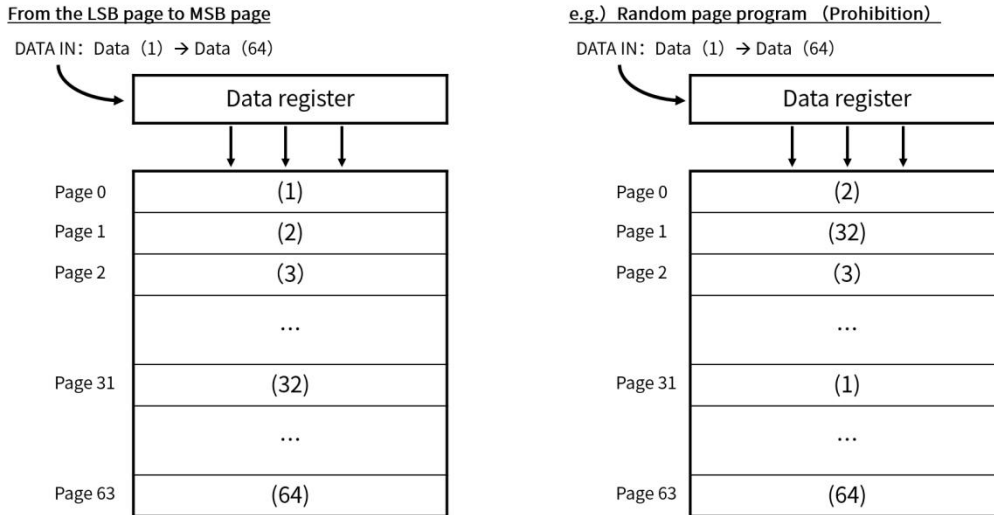 From the LSB page to MSB page
DATA IN: Data (1) → Data (64)
Data register
Page 0 (1)
Page 1 (2)
Page 2 (3)
...
Page 31 (32)
...
Page 63 (64)
e.g.) Random page program (Prohibition)
DATA IN: Data (1) → Data (64)
Data register
Page 0 (2)
Page 1 (32)
Page 2 (3)
...
Page 31 (1)
...
Page 63 (64)